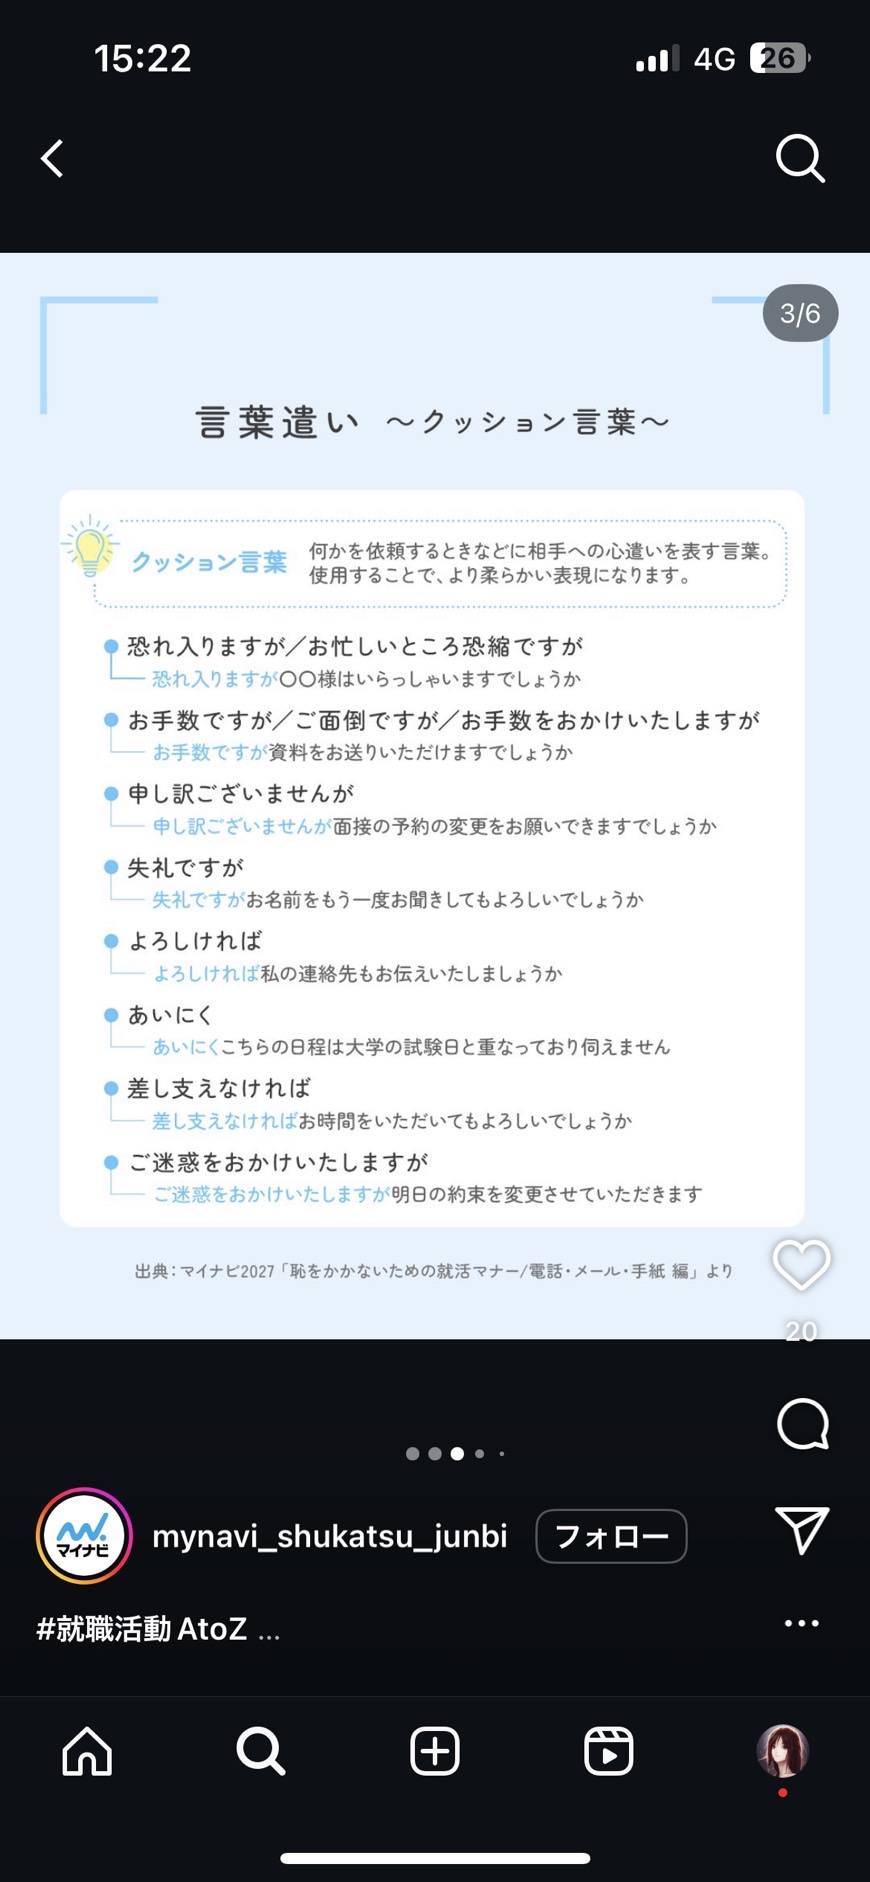 15:22
4G
26
3/6
言葉遣い ～クッション言葉～
クッション言葉
何かを依頼するときなどに相手への心遣いを表す言葉。
使用することで、より柔らかい表現になります。
恐れ入りますが／お忙しいところ恐縮ですが
恐れ入りますが〇〇様はいらっしゃいますでしょうか
お手数ですが／ご面倒ですが／お手数をおかけいたしますが
お手数ですが資料をお送りいただけますでしょうか
申し訳ございませんが
申し訳ございませんが面接の予約の変更をお願いできますでしょうか
失礼ですが
失礼ですがお名前をもう一度お聞きしてもよろしいでしょうか
よろしければ
よろしければ私の連絡先もお伝えいたしましょうか
あいにく
あいにくこちらの日程は大学の試験日と重なっており伺えません
差し支えなければ
差し支えなければお時間をいただいてもよろしいでしょうか
ご迷惑をおかけいたしますが
ご迷惑をおかけいたしますが明日の約束を変更させていただきます
出典：マイナビ2027「恥をかかないための就活マナー/電話・メール・手紙 編」より
20
マイナビ
mynavi_shukatsu_junbi
フォロー
#就職活動 AtoZ ...